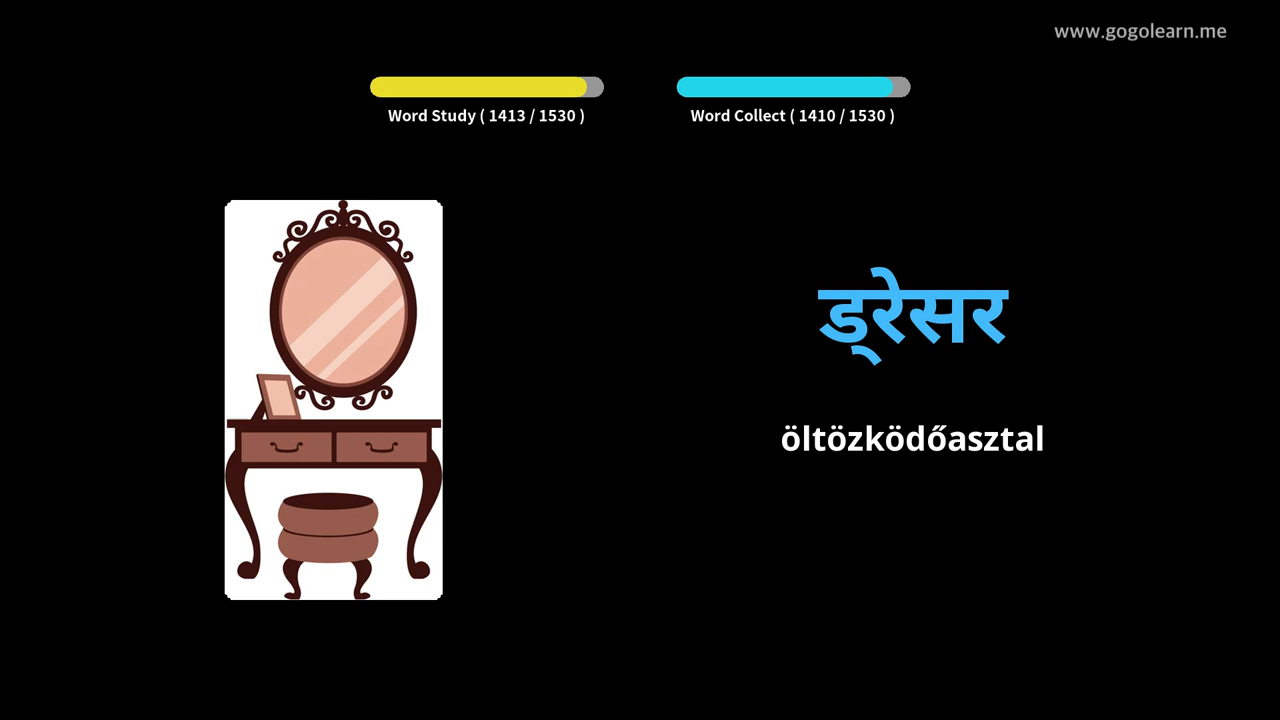 www.gogolearn.me
Word Study ( 1413 / 1530 )
Word Collect ( 1410 / 1530 )
ड्रेसर
öltözködőasztal